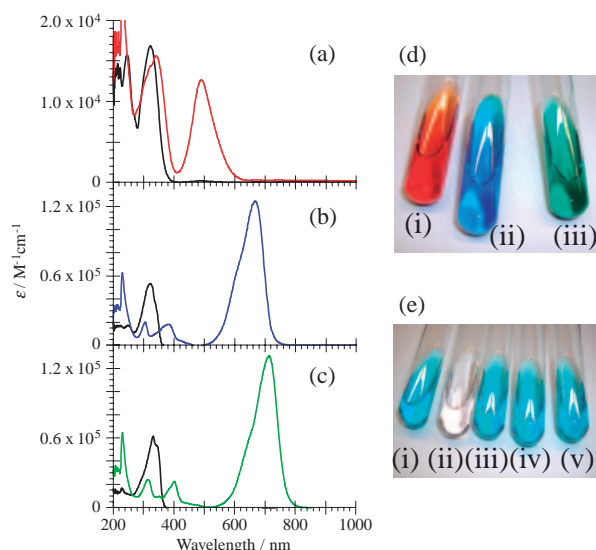 2.0 x 10⁴
1.0 x 10⁴
0
(a)
1.2 x 10⁵
0.6 x 10⁵
0
(b)
1.2 x 10⁵
0.6 x 10⁵
0
(c)
ε / M⁻¹cm⁻¹
200 400 600 800 1000
Wavelength / nm
(d)
(i)
(ii)
(iii)
(e)
(i) (ii) (iii) (iv) (v)